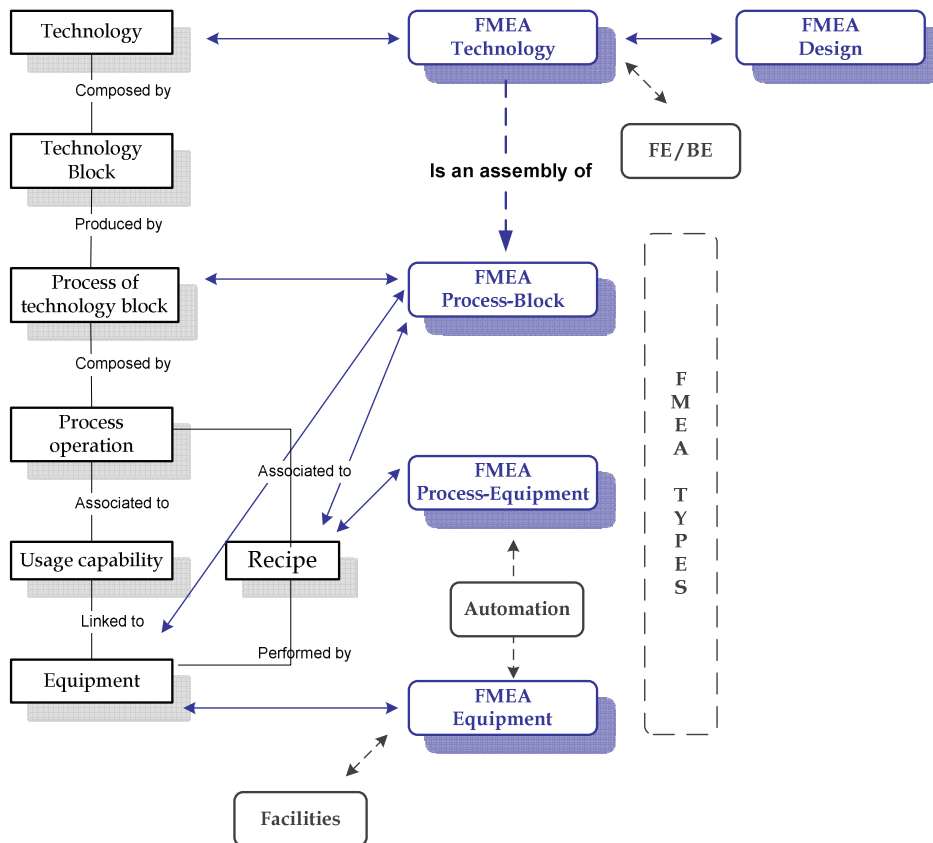 Technology
FMEA
Technology
FMEA
Design
Composed by
FE/BE
Technology
Block
Is an assembly of
Produced by
Process of
technology block
FMEA
Process-Block
Composed by
FMEA TYPES
Process
operation
Associated to
FMEA
Process-Equipment
Associated to
Usage capability
Recipe
Automation
Linked to
Performed by
Equipment
FMEA
Equipment
Facilities